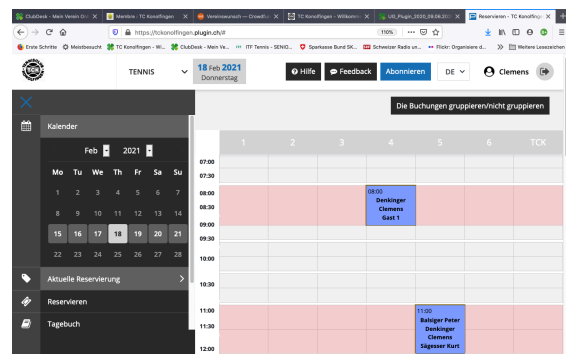 ClubDesk - Mein Verein On
Membre : TC Konolfingen
Vereinswunsch — Crowdfu
TC Konolfingen - Willkomm
UG_Plugin_2020_09.06.202
Reservieren - TC Konolfinge
https://tckonolfingen.plugin.ch/#
110%
Erste Schritte
Meistbesucht
TC Konolfingen - Wil...
ClubDesk - Mein Ve...
ITF Tennis - SENIO...
Sparkasse Bund SK...
Schweizer Radio un...
Flickr: Organisiere d...
Weitere Lesezeichen
TCK
TENNIS
18 Feb 2021
Donnerstag
Hilfe
Feedback
Abonnieren
DE
Clemens
Die Buchungen gruppieren/nicht gruppieren
Kalender
Feb 2021
Mo Tu We Th Fr Sa Su
1 2 3 4 5 6 7
8 9 10 11 12 13 14
15 16 17 18 19 20 21
22 23 24 25 26 27 28
Aktuelle Reservierung
Reservieren
Tagebuch
1 2 3 4 5 6 TCK
07:00
07:30
08:00
08:30
09:00
09:30
10:00
10:30
11:00
11:30
12:00
08:00
Denkinger
Clemens
Gast 1
11:00
Balsiger Peter
Denkinger
Clemens
Sägesser Kurt